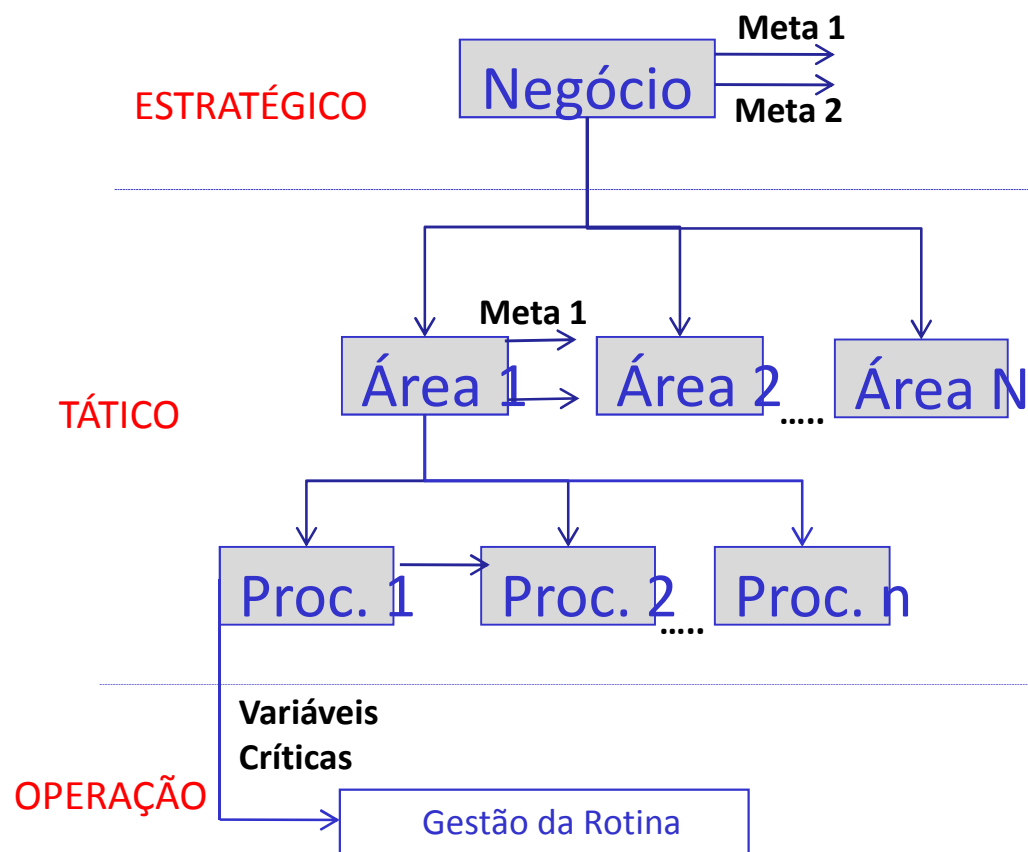 Meta 1
Negócio
ESTRATÉGICO
Meta 2
Meta 1
Área 1
Área 2
.....
Área N
TÁTICO
Proc. 1
Proc. 2
.....
Proc. n
Variáveis
Críticas
OPERAÇÃO
Gestão da Rotina